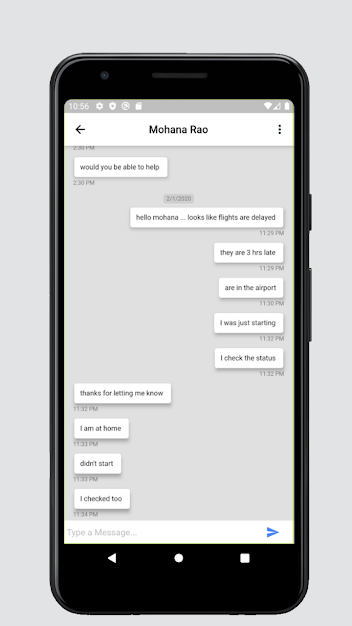 10:56
Mohana Rao
2:30 PM
would you be able to help
2:30 PM
2/1/2020
hello mohana ... looks like flights are delayed
11:29 PM
they are 3 hrs late
11:29 PM
are in the airport
11:30 PM
I was just starting
11:32 PM
I check the status
11:32 PM
thanks for letting me know
11:32 PM
I am at home
11:33 PM
didn't start
11:33 PM
I checked too
11:34 PM
Type a Message...